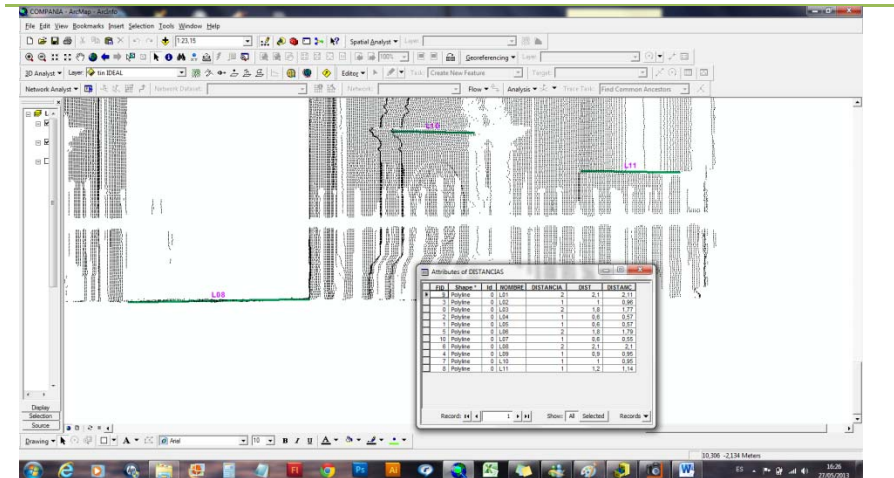 COMPANIA - ArcMap - ArcInfo
File Edit View Bookmarks Insert Selection Tools Window Help
1:23,15 Spatial Analyst Layer:
100% Georeferencing Layer:
3D Analyst Layer: tin IDEAL Editor Task: Create New Feature Target:
Network Analyst Network Dataset: Network: Flow Analysis Trace Task: Find Common Ancestors
L
L10
L11
L08
Attributes of DISTANCIAS
FID Shape * Id NOMBRE DISTANCIA DIST DISTANC
9 Polyline 0 L01 2 2,1 2,11
3 Polyline 0 L02 1 1 0,96
0 Polyline 0 L03 2 1,8 1,77
2 Polyline 0 L04 1 0,6 0,57
1 Polyline 0 L05 1 0,6 0,57
5 Polyline 0 L06 2 1,8 1,79
10 Polyline 0 L07 1 0,6 0,55
6 Polyline 0 L08 2 2,1 2,1
4 Polyline 0 L09 1 0,9 0,95
7 Polyline 0 L10 1 1 0,95
8 Polyline 0 L11 1 1,2 1,14
Record: 1 Show: All Selected Records
Display
Selection
Source
Drawing A Arial 10 B I U A
10,306 -2,134 Meters
Fl Ps Ai W ES 16:26
27/05/2013